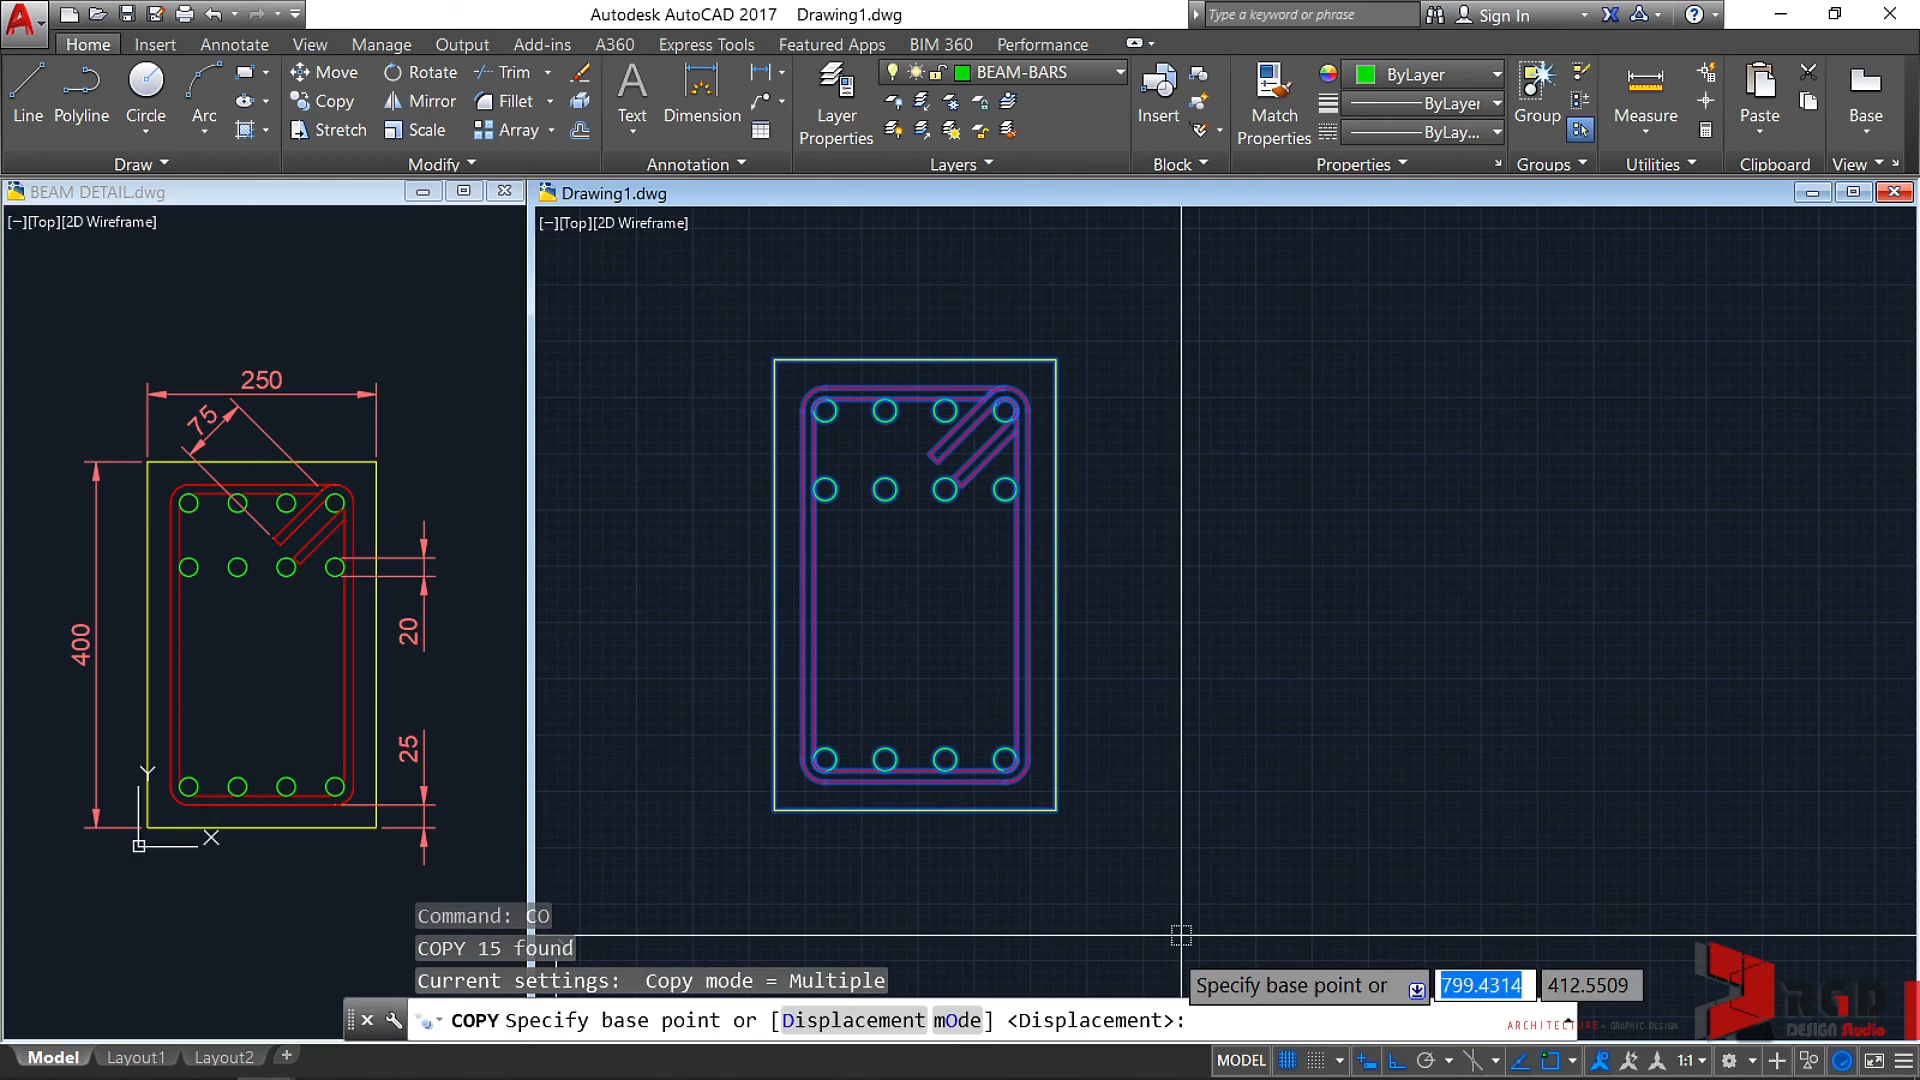 Autodesk AutoCAD 2017 Drawing1.dwg
Type a keyword or phrase
Sign In
Home Insert Annotate View Manage Output Add-ins A360 Express Tools Featured Apps BIM 360 Performance
Line Polyline Circle Arc
Move Rotate Trim
Copy Mirror Fillet
Stretch Scale Array
Text Dimension
Layer Properties
BEAM-BARS
Insert
Match Properties
ByLayer
ByLayer
ByLay...
Group
Measure
Paste
Base
Draw Modify Annotation Layers Block Properties Groups Utilities Clipboard View
BEAM DETAIL.dwg
Drawing1.dwg
[−][Top][2D Wireframe]
[−][Top][2D Wireframe]
250
75
400
20
25
Y
X
Command: CO
COPY 15 found
Current settings: Copy mode = Multiple
Specify base point or 799.4314 412.5509
COPY Specify base point or [Displacement mOde] <Displacement>:
RGD
DESIGN Studio
ARCHITECTURE + GRAPHIC DESIGN
Model Layout1 Layout2 +
MODEL 1:1